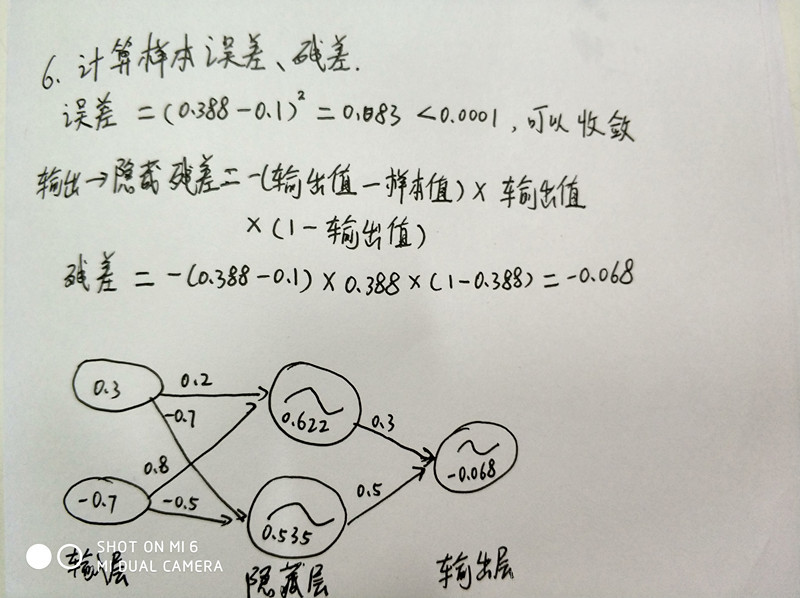 6. 计算样本误差、残差.
误差 = (0.388-0.1)² = 0.083 <0.0001, 可以收敛
输出→隐藏 残差=-(输出值-样本值) × 输出值
× (1-输出值)
残差 = -(0.388-0.1) × 0.388 × (1-0.388) = -0.068
0.3
0.2
-0.7
0.622
0.3
-0.068
0.8
0.5
-0.7
-0.5
0.535
SHOT ON MI 6
MI DUAL CAMERA
输入层
隐藏层
输出层